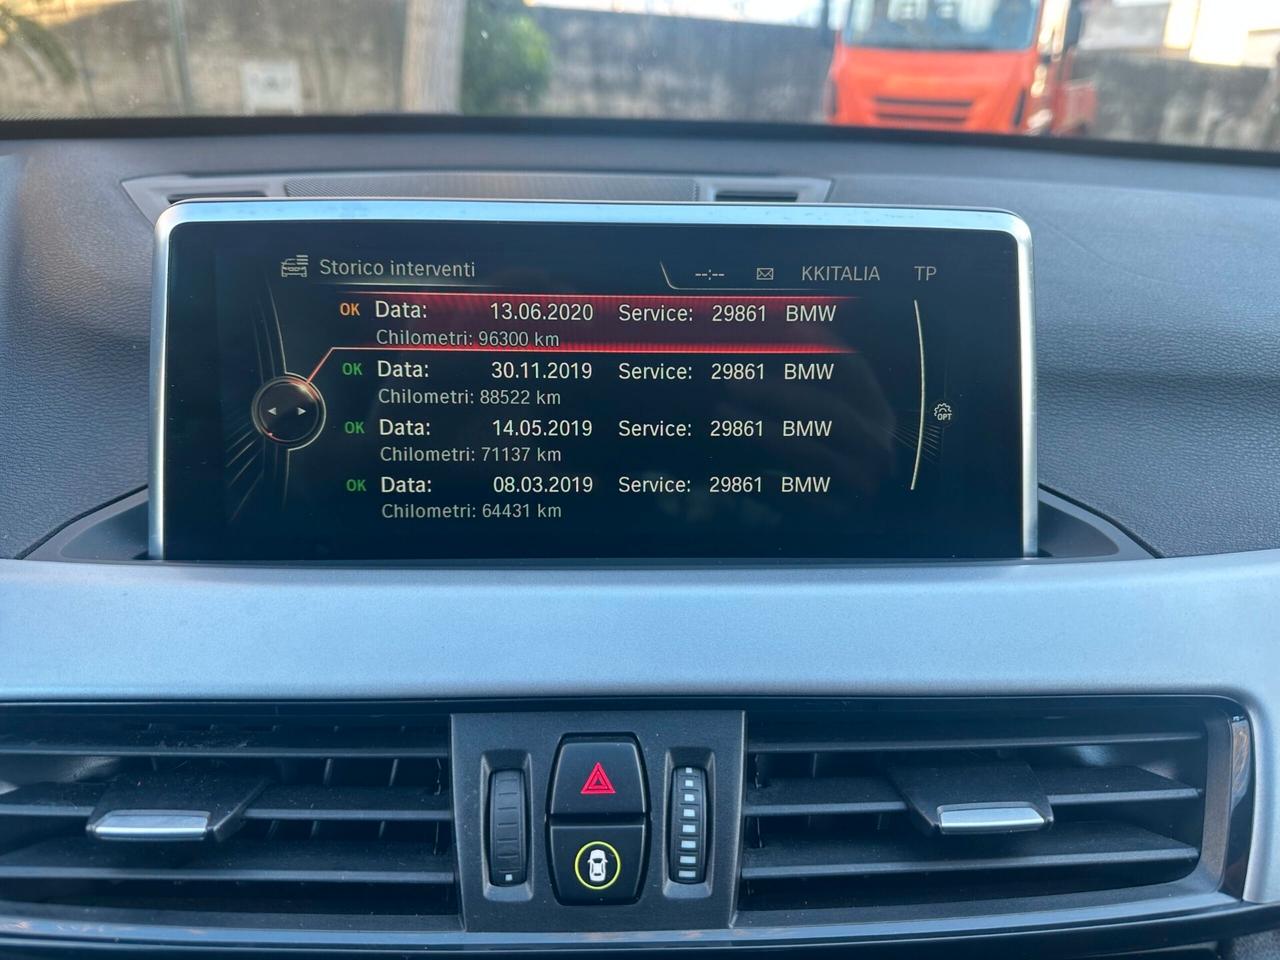 Storico interventi --:-- KKITALIA TP
OK Data: 13.06.2020 Service: 29861 BMW
Chilometri: 96300 km
OK Data: 30.11.2019 Service: 29861 BMW
Chilometri: 88522 km
OK Data: 14.05.2019 Service: 29861 BMW
Chilometri: 71137 km
OK Data: 08.03.2019 Service: 29861 BMW
Chilometri: 64431 km
OPT